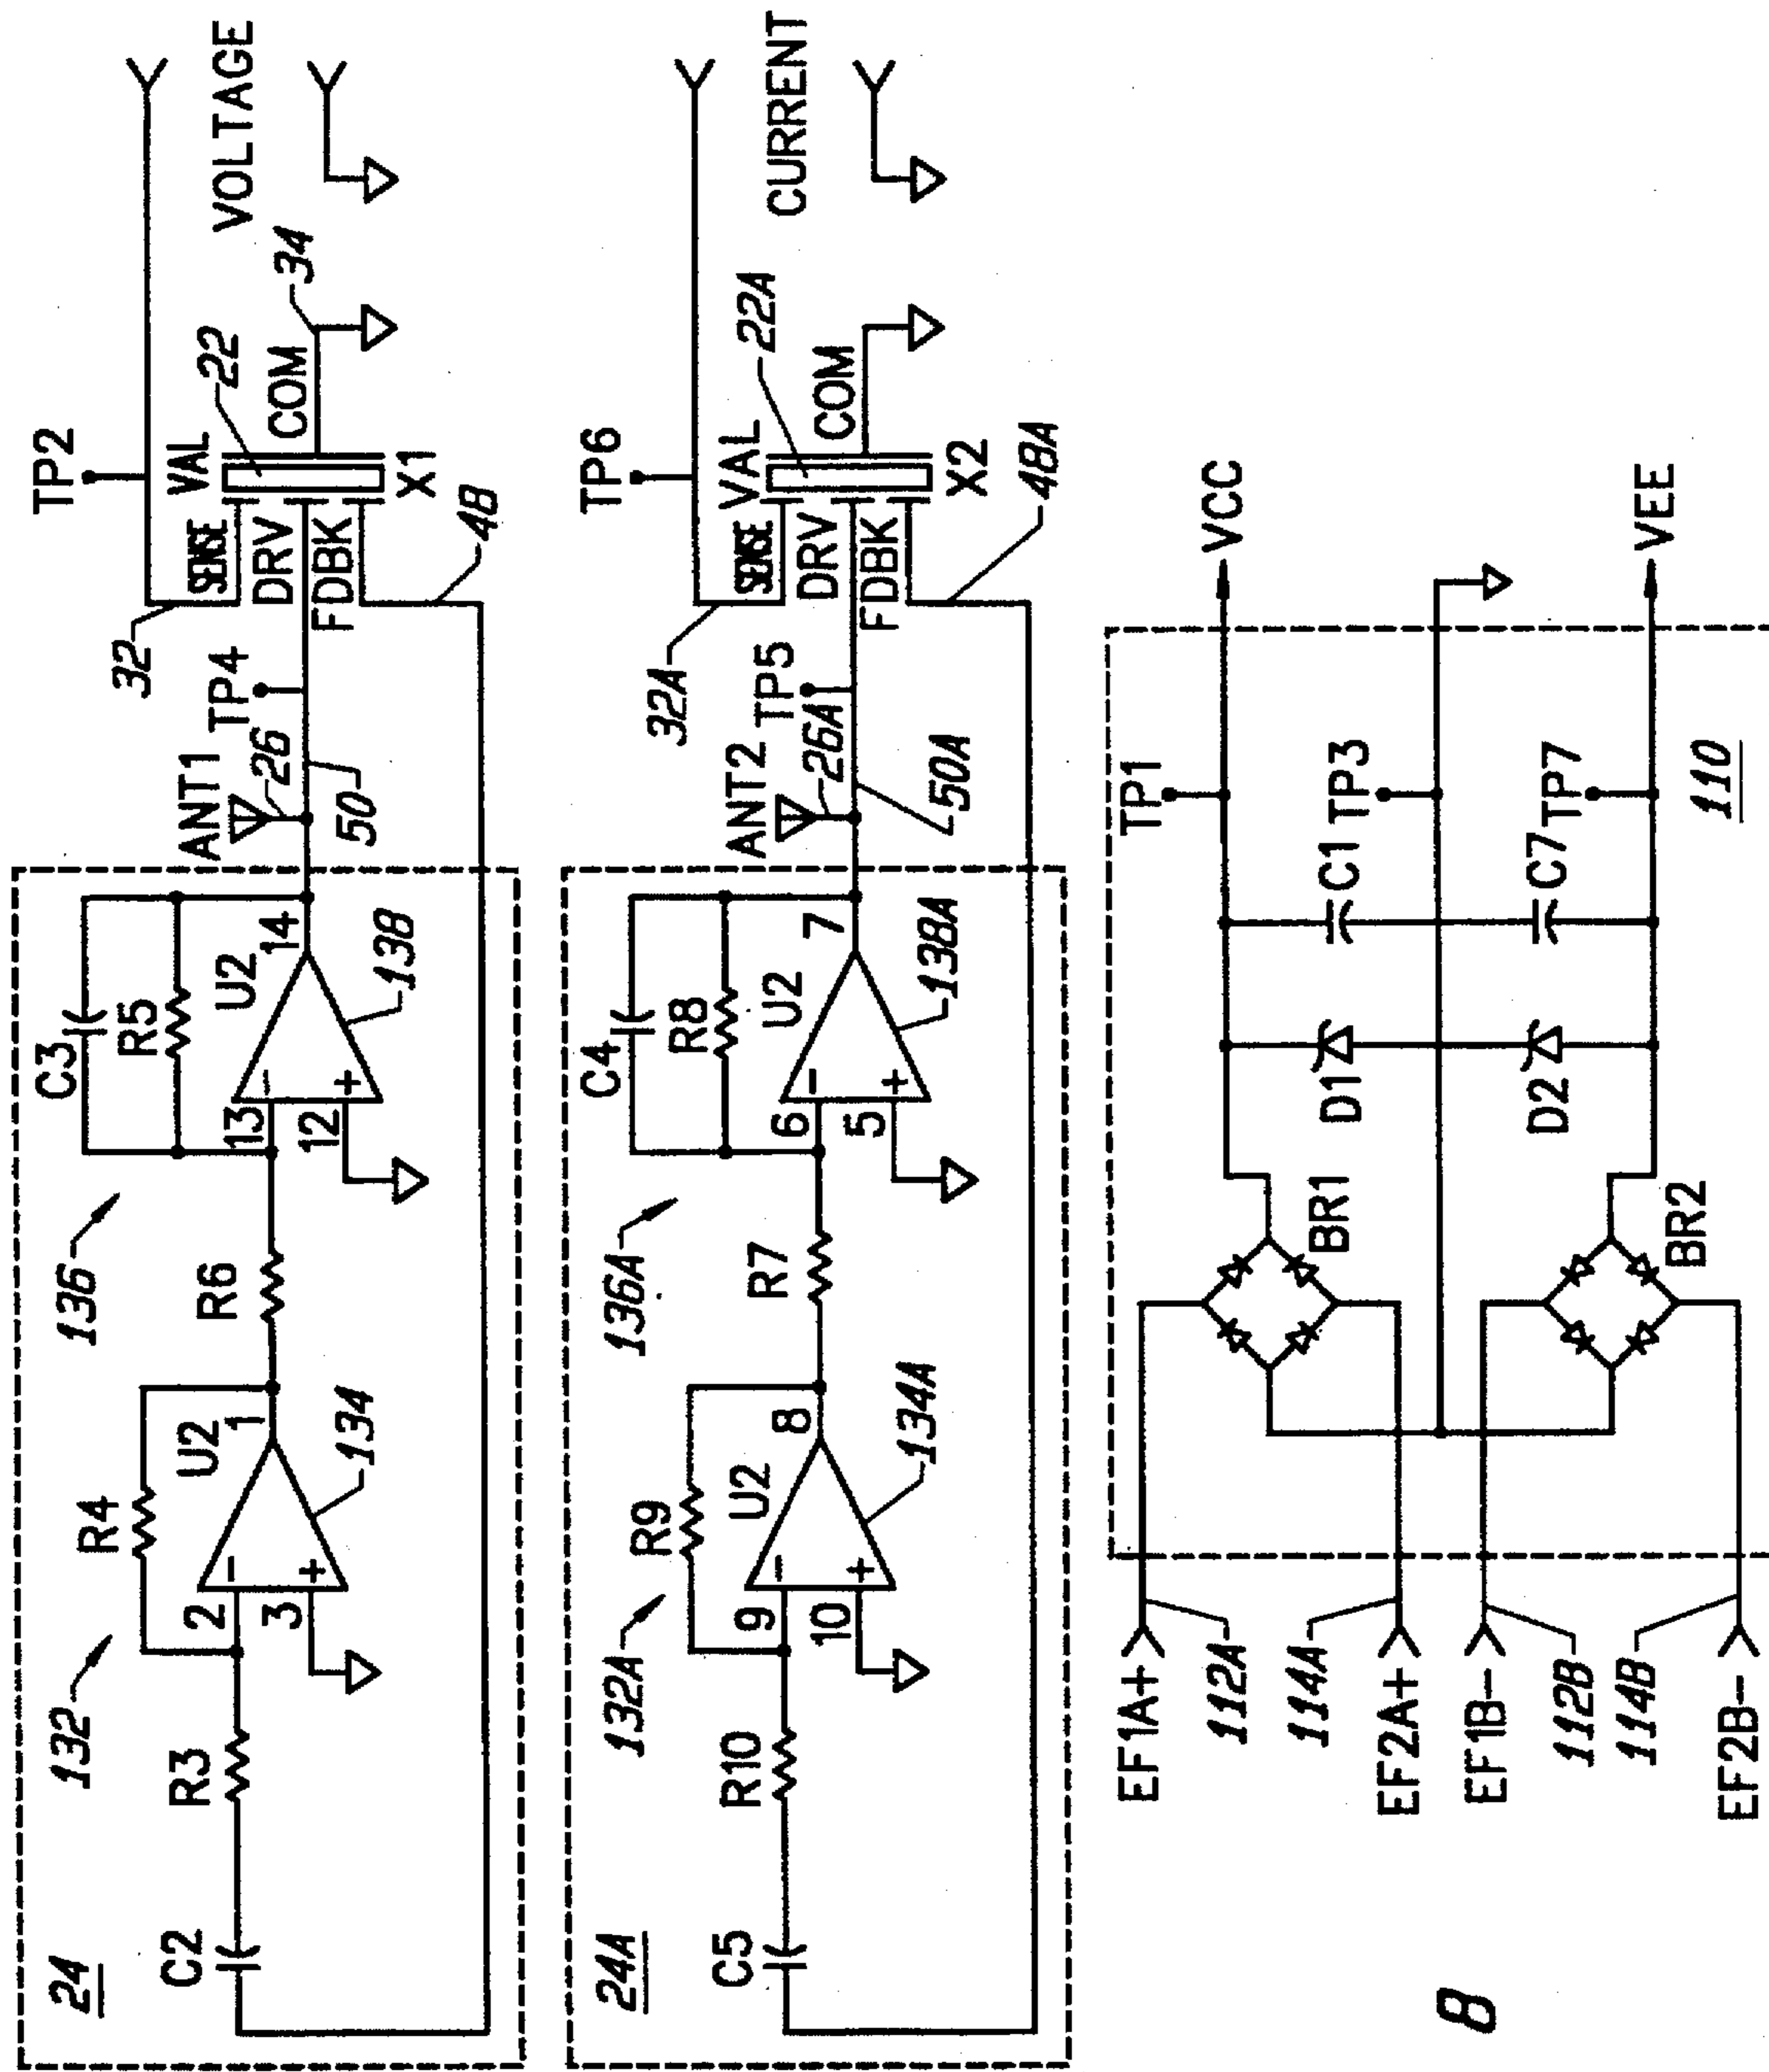 24
C2
R3
132
R4
2
3
U2
1
134
R6
136
C3
R5
13
12
U2
14
138
ANT1
26
50
TP4
32
TP2
SENSE
VAL
DRV
FDBK
22
COM
34
X1
48
VOLTAGE
24A
C5
R10
132A
R9
9
10
U2
8
134A
R7
136A
C4
R8
6
5
U2
7
138A
ANT2
26A
50A
TP5
32A
TP6
SENSE
VAL
DRV
FDBK
22A
COM
X2
48A
CURRENT
EF1A+
112A
114A
EF2A+
EF1B-
112B
114B
EF2B-
BR1
BR2
D1
D2
C1
C7
TP1
TP3
TP7
VCC
VEE
110
8